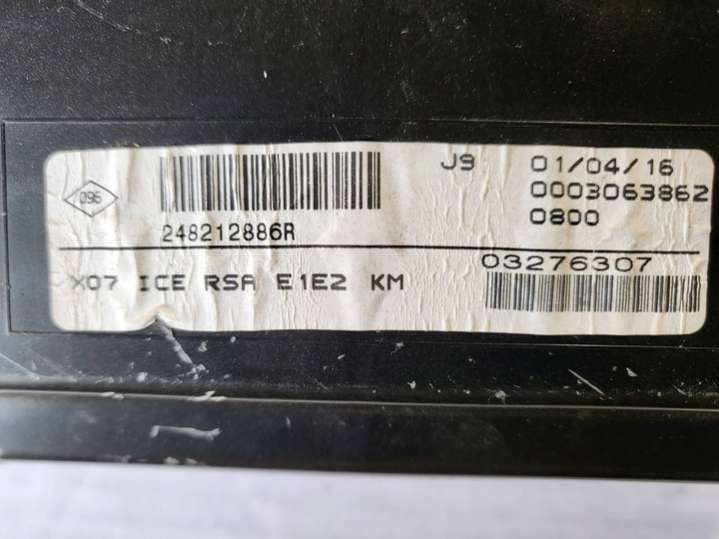 096
J9 01/04/16
0003063862
248212886R
0800
03276307
X07 ICE RSA E1E2 KM